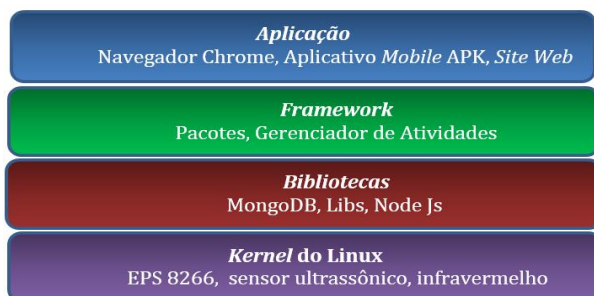 Aplicação
Navegador Chrome, Aplicativo Mobile APK, Site Web
Framework
Pacotes, Gerenciador de Atividades
Bibliotecas
MongoDB, Libs, Node Js
Kernel do Linux
EPS 8266, sensor ultrassônico, infravermelho